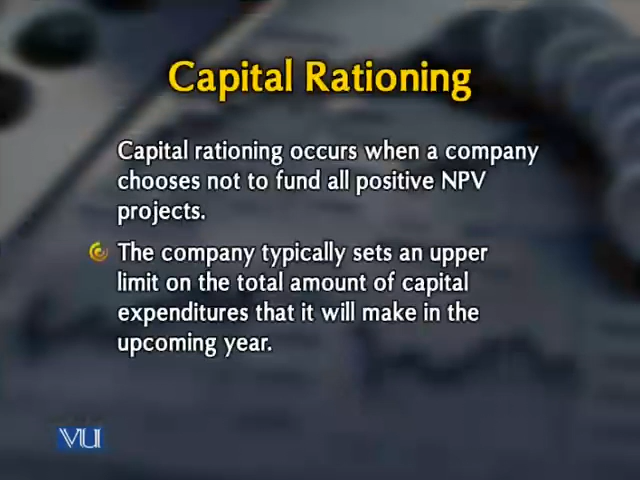 Capital Rationing
Capital rationing occurs when a company
chooses not to fund all positive NPV
projects.
The company typically sets an upper
limit on the total amount of capital
expenditures that it will make in the
upcoming year.
VU